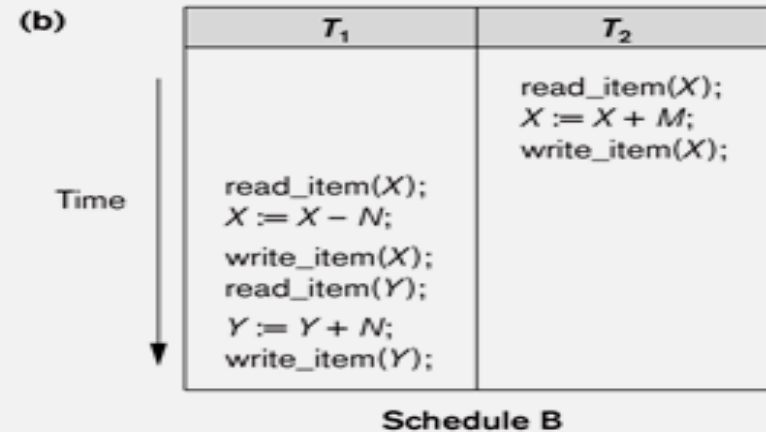 (b)
T₁ T₂
read_item(X);
X := X + M;
write_item(X);
Time
read_item(X);
X := X – N;
write_item(X);
read_item(Y);
Y := Y + N;
write_item(Y);
Schedule B